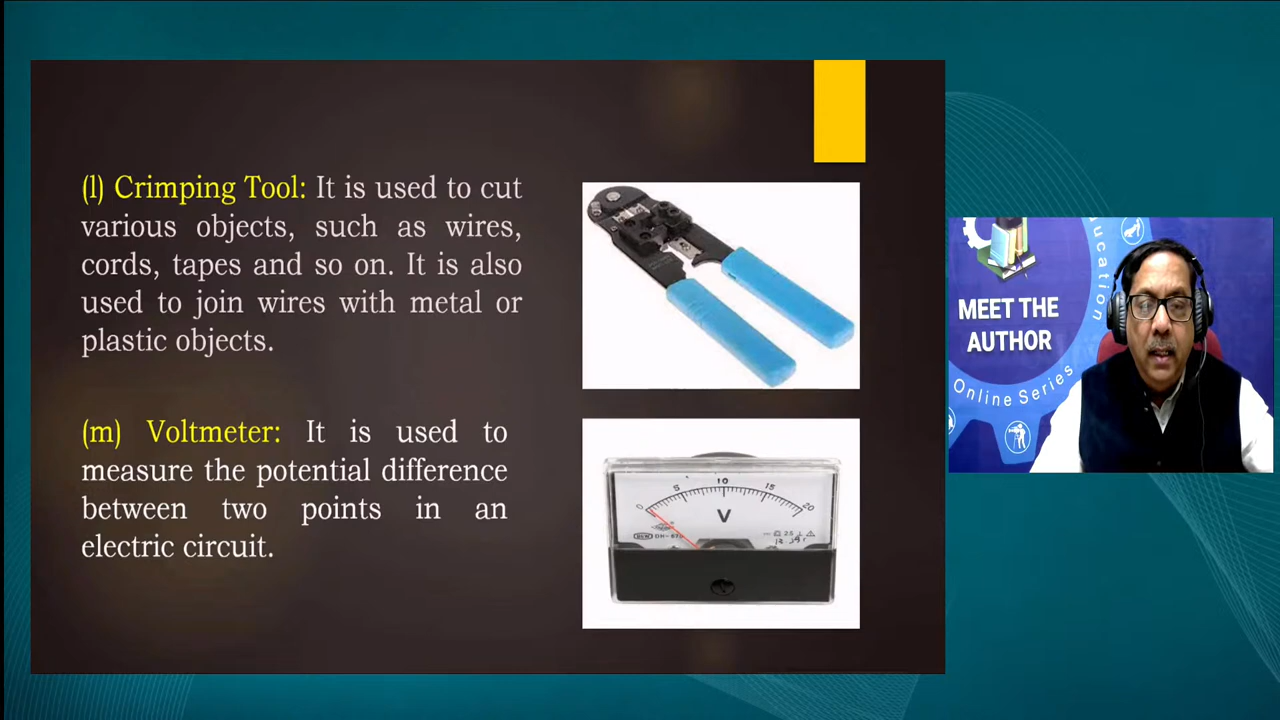 (l) Crimping Tool: It is used to cut
various objects, such as wires,
cords, tapes and so on. It is also
used to join wires with metal or
plastic objects.
(m) Voltmeter: It is used to
measure the potential difference
between two points in an
electric circuit.
0 5 10 15 20
V
MEET THE
AUTHOR
Online Series